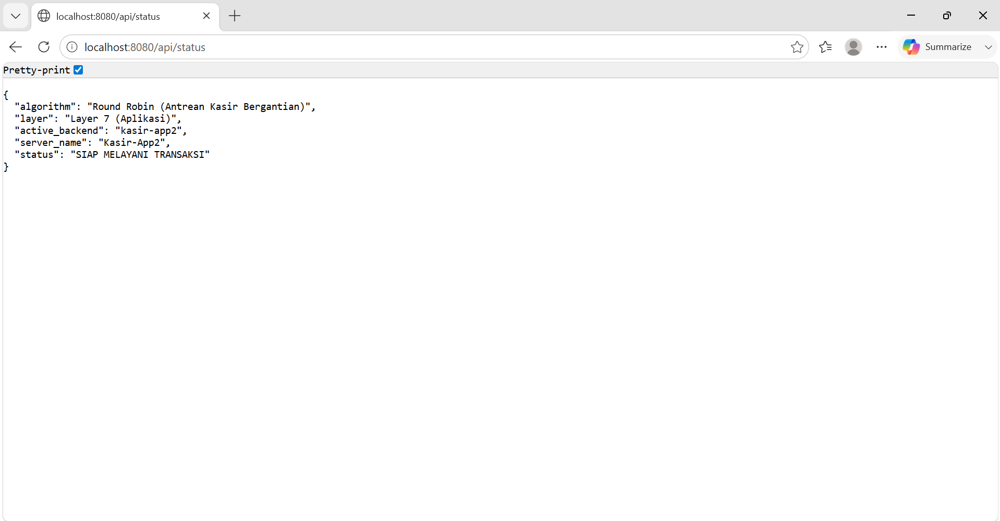 localhost:8080/api/status
localhost:8080/api/status
Summarize
Pretty-print
{
  "algorithm": "Round Robin (Antrean Kasir Bergantian)",
  "layer": "Layer 7 (Aplikasi)",
  "active_backend": "kasir-app2",
  "server_name": "Kasir-App2",
  "status": "SIAP MELAYANI TRANSAKSI"
}